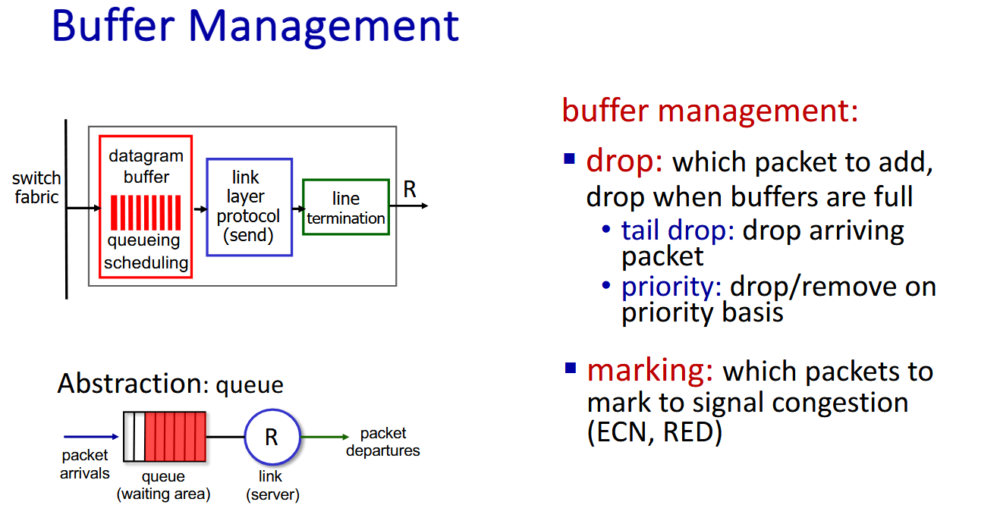 Buffer Management
switch
fabric
datagram
buffer
queueing
scheduling
link
layer
protocol
(send)
line
termination
R
Abstraction: queue
packet
arrivals
queue
(waiting area)
R
link
(server)
packet
departures
buffer management:
drop: which packet to add,
drop when buffers are full
tail drop: drop arriving
packet
priority: drop/remove on
priority basis
marking: which packets to
mark to signal congestion
(ECN, RED)